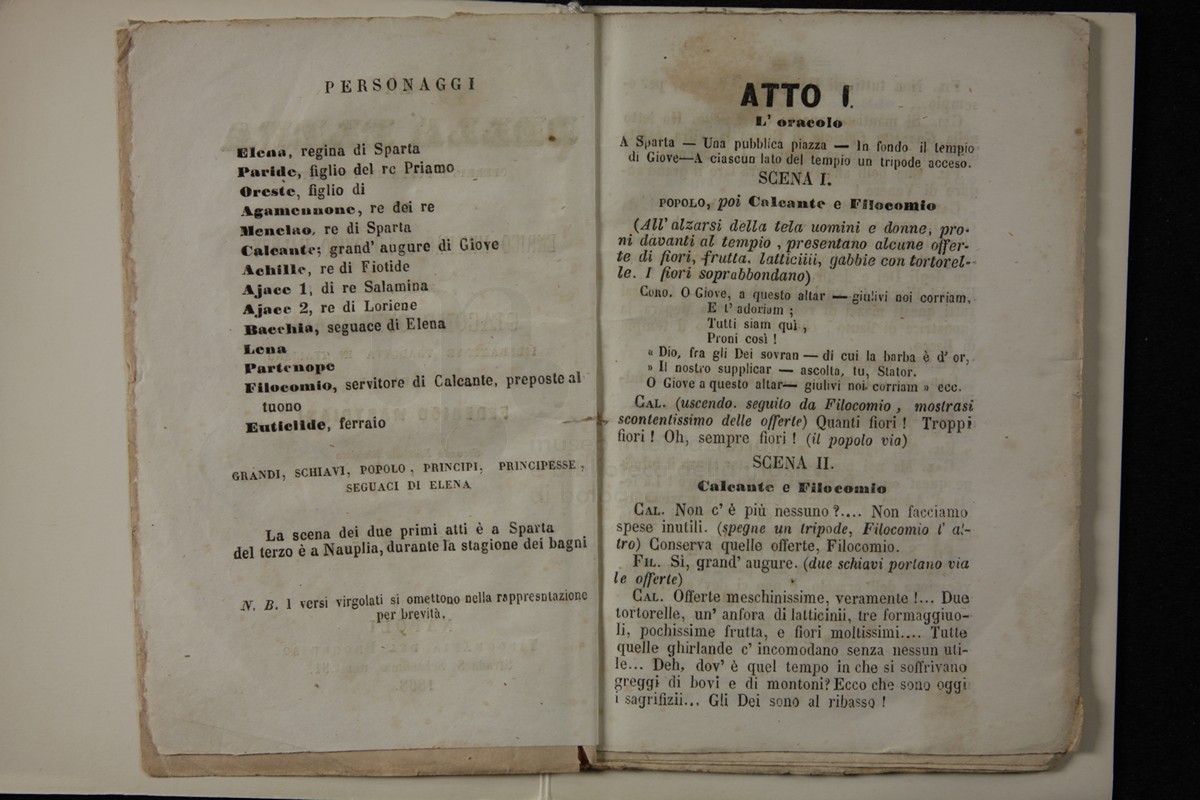 PERSONAGGI
Elena, regina di Sparta
Paride, figlio del re Priamo
Oreste, figlio di
Agamennone, re dei re
Menelao, re di Sparta
Calcante; grand' augure di Giove
Achille, re di Fiotide
Ajace 1, di re Salamina
Ajace 2, re di Loriene
Bacchia, seguace di Elena
Lena
Partenope
Filocomio, servitore di Calcante, preposte al
tuono
Euticlide, ferraio
GRANDI, SCHIAVI, POPOLO, PRINCIPI, PRINCIPESSE,
SEGUACI DI ELENA
La scena dei due primi atti è a Sparta
del terzo è a Nauplia, durante la stagione dei bagni
N. B. I versi virgolati si omettono nella rappresntazione
per brevità.
ATTO I.
L' oracolo
A Sparta — Una pubblica piazza — In fondo il tempio
di Giove—A ciascun lato del tempio un tripode acceso.
SCENA I.
POPOLO, poi Calcante e Filocomio
(All' alzarsi della tela uomini e donne, pro-
ni davanti al tempio, presentano alcune offer-
te di fiori, frutta, latticiiii, gabbie con tortorel-
le. I fiori soprabbondano)
Coro. O Giove, a questo altar — giulivi noi corriam,
E t' adoriam ;
Tutti siam quì ,
Proni così !
« Dio, fra gli Dei sovran — di cui la barba è d' or,
» Il nostro supplicar — ascolta, tu, Stator.
O Giove a questo altar— giulivi noi corriam » ecc.
CAL. (uscendo. seguito da Filocomio , mostrasi
scontentissimo delle offerte) Quanti fiori ! Troppi
fiori ! Oh, sempre fiori ! (il popolo via)
SCENA II.
Calcante e Filocomio
CAL. Non c' è più nessuno ?.... Non facciamo
spese inutili. (spegne un tripode, Filocomio l' al-
tro) Conserva quelle offerte, Filocomio.
FIL. Si, grand' augure. (due schiavi portano via
le offerte)
CAL. Offerte meschinissime, veramente !... Due
tortorelle, un' anfora di latticinii, tre formaggiuo-
li, pochissime frutta, e fiori moltissimi.... Tutte
quelle ghirlande c' incomodano senza nessun uti-
le... Deh, dov' è quel tempo in che si soffrivano
greggi di bovi e di montoni? Ecco che sono oggi
i sagrifizii... Gli Dei sono al ribasso !